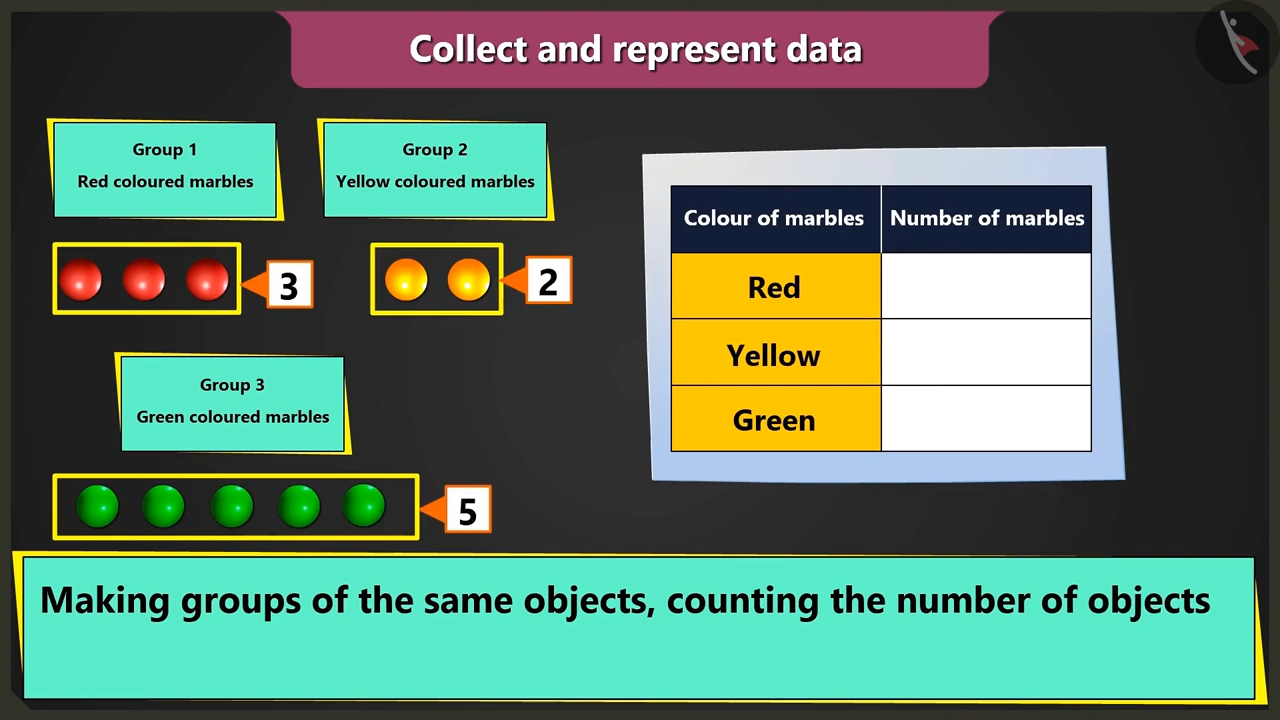 Collect and represent data
Group 1
Red coloured marbles
Group 2
Yellow coloured marbles
3
2
Group 3
Green coloured marbles
5
Colour of marbles Number of marbles
Red
Yellow
Green
Making groups of the same objects, counting the number of objects